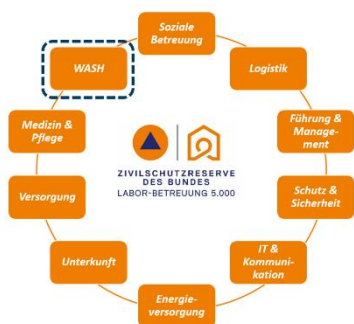 Soziale
Betreuung
WASH
Logistik
Medizin &
Pflege
Führung &
Manage-
ment
ZIVILSCHUTZRESERVE
DES BUNDES
LABOR-BETREUUNG 5.000
Versorgung
Schutz &
Sicherheit
Unterkunft
IT &
Kommuni-
kation
Energie-
versorgung